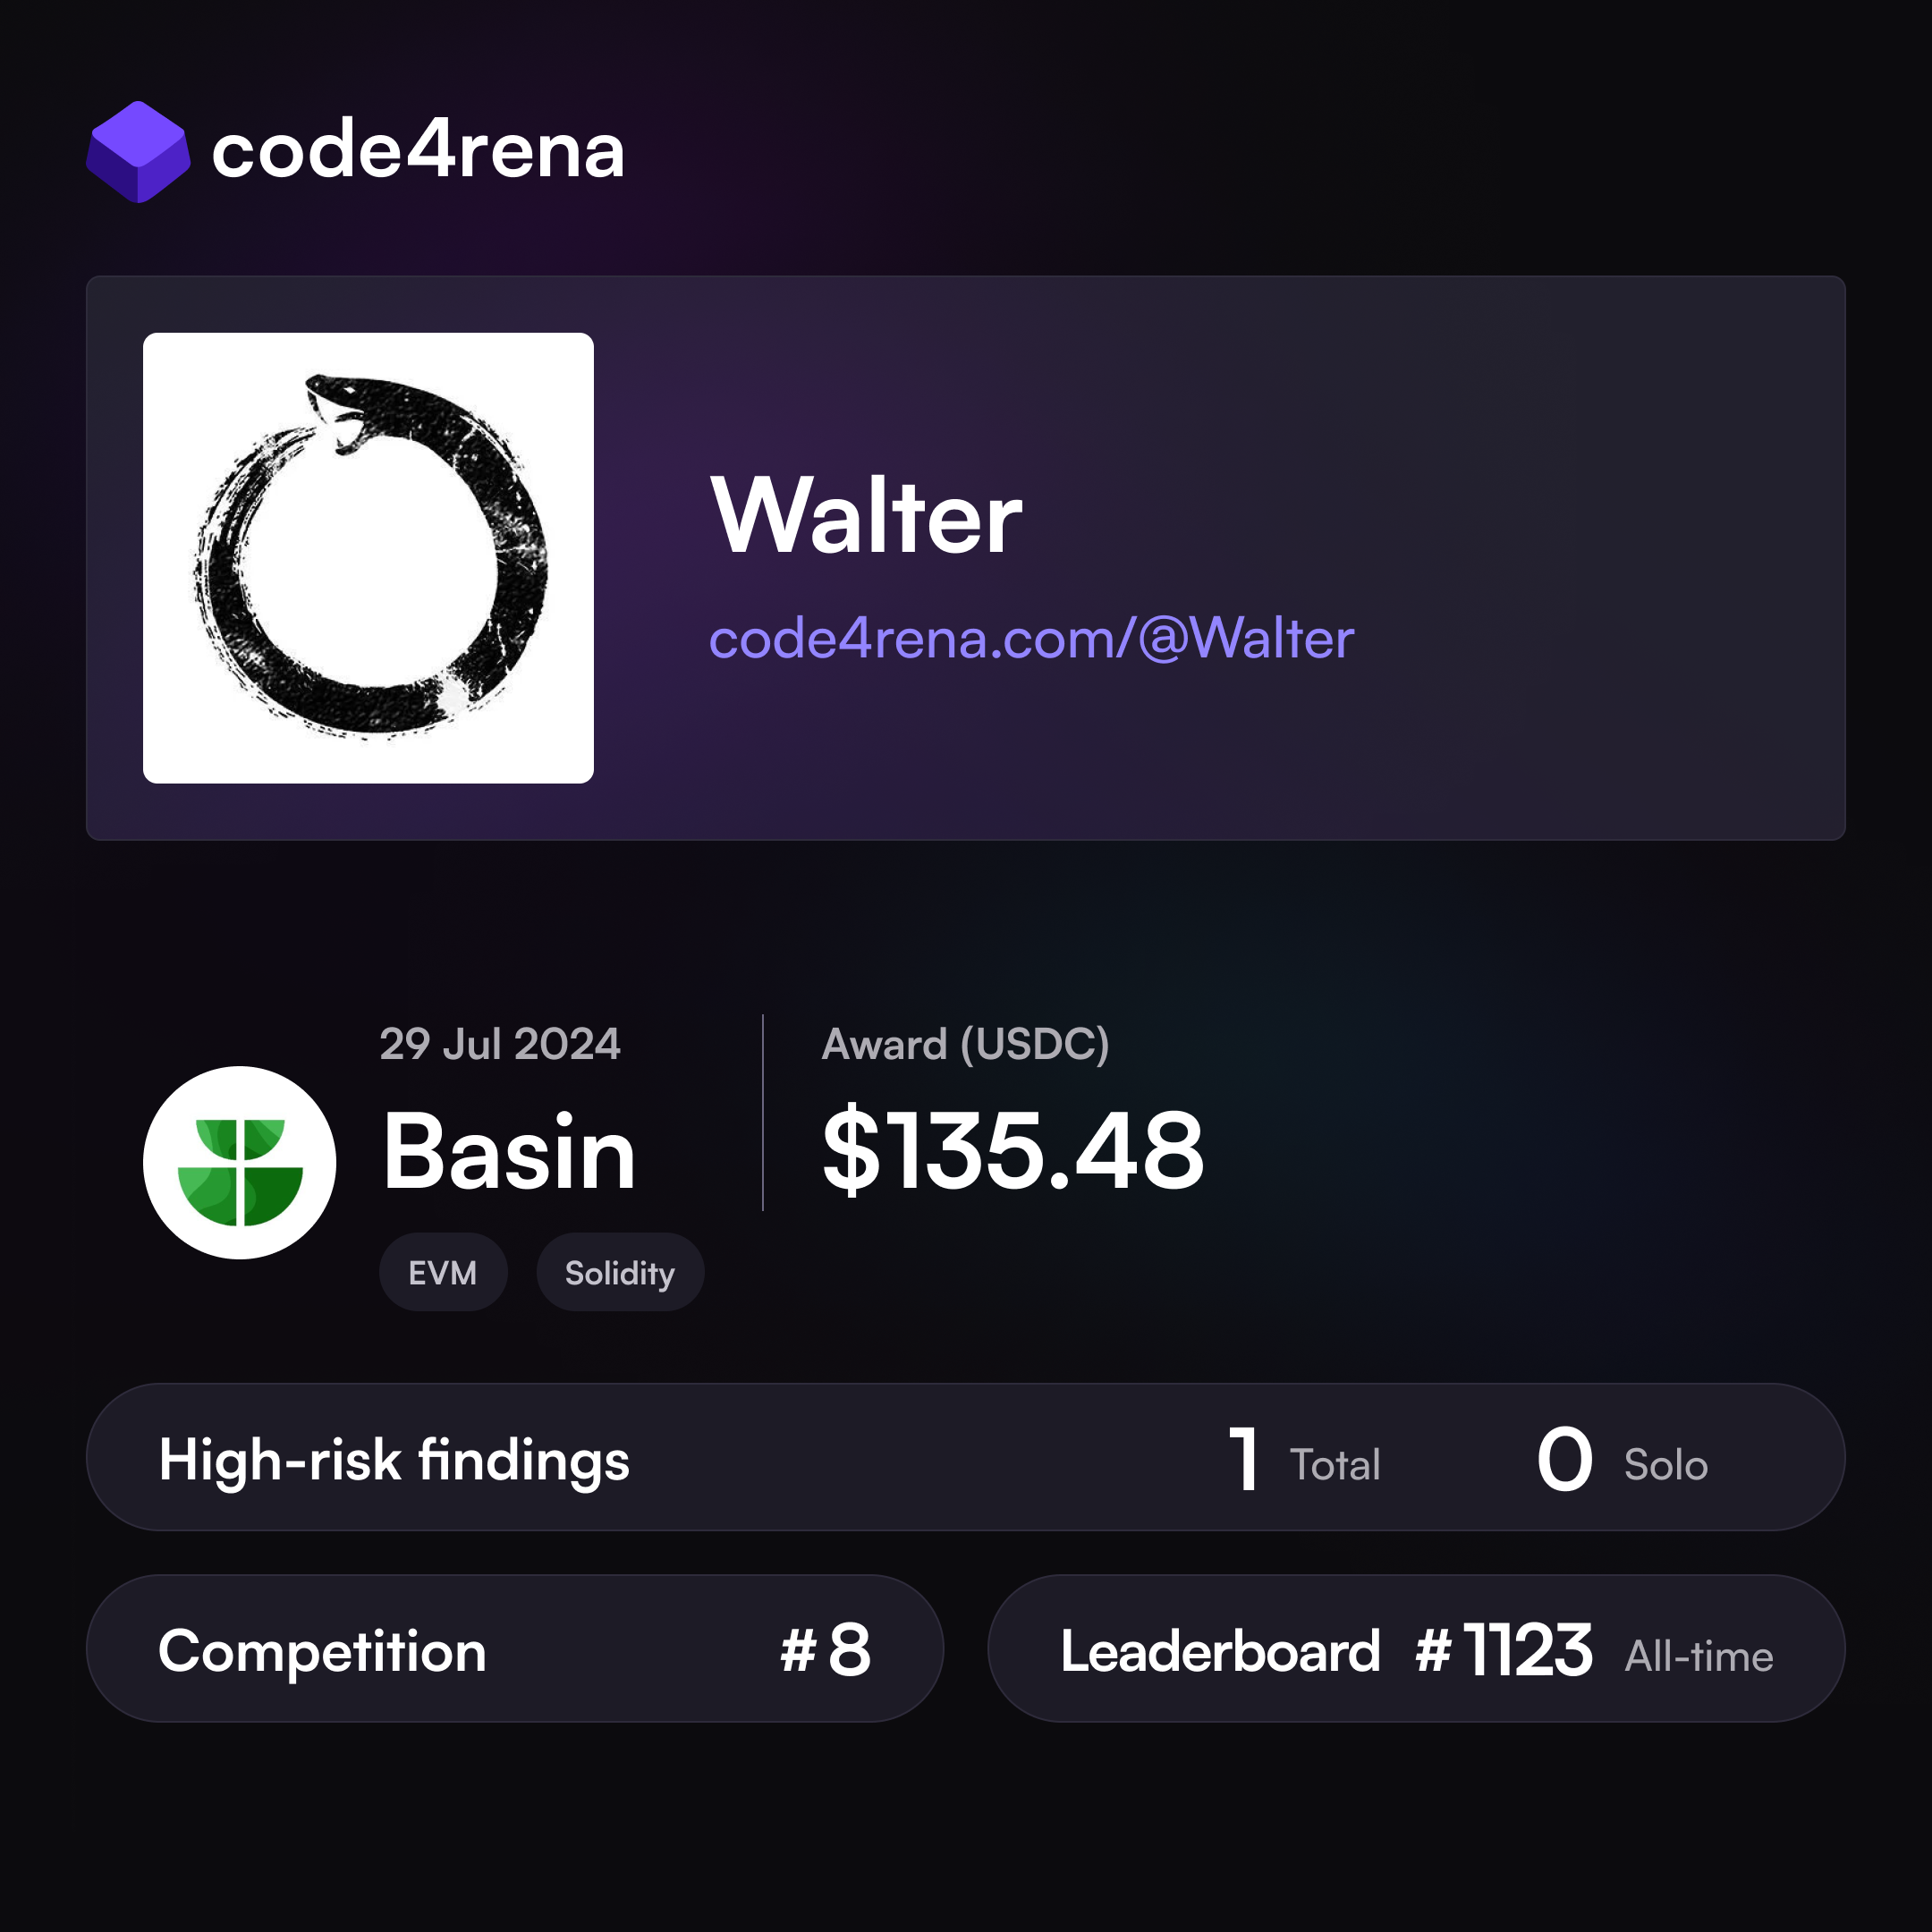 code4rena
Walter
code4rena.com/@Walter
29 Jul 2024
Basin
EVM Solidity
Award (USDC)
$135.48
High-risk findings 1 Total 0 Solo
Competition #8
Leaderboard #1123 All-time